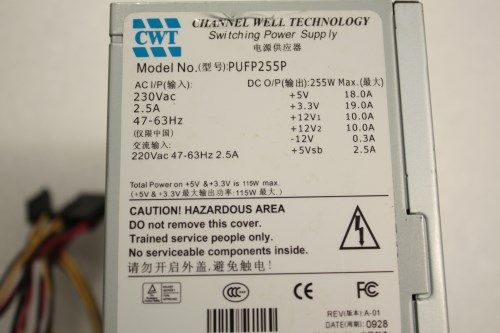 CWT
CHANNEL WELL TECHNOLOGY
Switching Power Supply
电源供应器
Model No.(型号):PUFP255P
AC I/P(输入): DC O/P(输出):255W Max.(最大)
230Vac +5V 18.0A
2.5A +3.3V 19.0A
47-63Hz +12V1 10.0A
(仅限中国) +12V2 10.0A
交流输入: -12V 0.3A
220Vac 47-63Hz 2.5A +5Vsb 2.5A
Total Power on +5V &+3.3V is 115W max.
(+5V &+3.3V 最大输出功率:115W 最大.)
CAUTION! HAZARDOUS AREA
DO not remove this cover.
Trained service people only.
No serviceable components inside.
请勿开启外盖,避免触电!
REV(版本):A-01
DATE(周期):0928